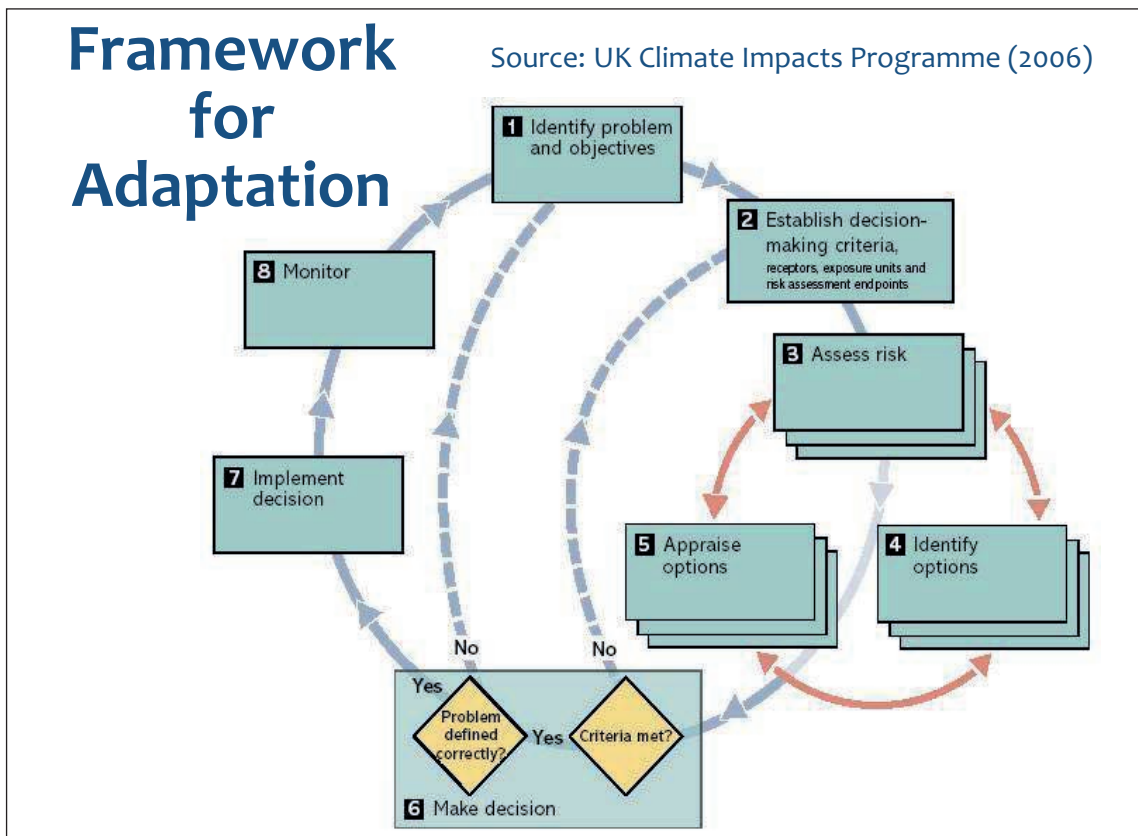 Framework
for
Adaptation
Source: UK Climate Impacts Programme (2006)
1 Identify problem
and objectives
2 Establish decision-
making criteria,
receptors, exposure units and
risk assessment endpoints
3 Assess risk
4 Identify
options
5 Appraise
options
No
No
Yes
Problem
defined
correctly?
Yes
Criteria met?
6 Make decision
7 Implement
decision
8 Monitor